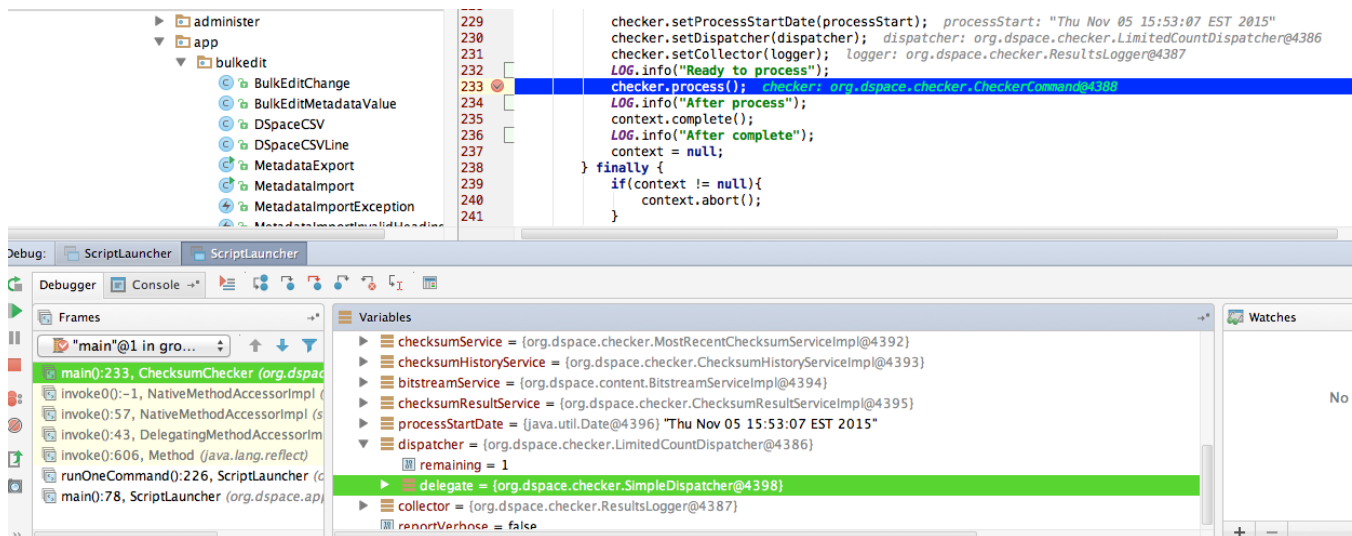 administer
app
bulkedit
BulkEditChange
BulkEditMetadataValue
DSpaceCSV
DSpaceCSVLine
MetadataExport
MetadataImport
MetadataImportException
MetadataImportInvalidHeading
229 checker.setProcessStartDate(processStart); processStart: "Thu Nov 05 15:53:07 EST 2015"
230 checker.setDispatcher(dispatcher); dispatcher: org.dspace.checker.LimitedCountDispatcher@4386
231 checker.setCollector(logger); logger: org.dspace.checker.ResultsLogger@4387
232 LOG.info("Ready to process");
233 checker.process(); checker: org.dspace.checker.CheckerCommand@4388
234 LOG.info("After process");
235 context.complete();
236 LOG.info("After complete");
237 context = null;
238 } finally {
239 if(context != null){
240 context.abort();
241 }
Debug: ScriptLauncher ScriptLauncher
Debugger Console
Frames
"main"@1 in gro...
main():233, ChecksumChecker (org.dspac
invoke0():-1, NativeMethodAccessorImpl (
invoke():57, NativeMethodAccessorImpl (s
invoke():43, DelegatingMethodAccessorIm
invoke():606, Method (java.lang.reflect)
runOneCommand():226, ScriptLauncher (o
main():78, ScriptLauncher (org.dspace.app
Variables
checksumService = {org.dspace.checker.MostRecentChecksumServiceImpl@4392}
checksumHistoryService = {org.dspace.checker.ChecksumHistoryServiceImpl@4393}
bitstreamService = {org.dspace.content.BitstreamServiceImpl@4394}
checksumResultService = {org.dspace.checker.ChecksumResultServiceImpl@4395}
processStartDate = {java.util.Date@4396} "Thu Nov 05 15:53:07 EST 2015"
dispatcher = {org.dspace.checker.LimitedCountDispatcher@4386}
remaining = 1
delegate = {org.dspace.checker.SimpleDispatcher@4398}
collector = {org.dspace.checker.ResultsLogger@4387}
reportVerbose = false
Watches
No